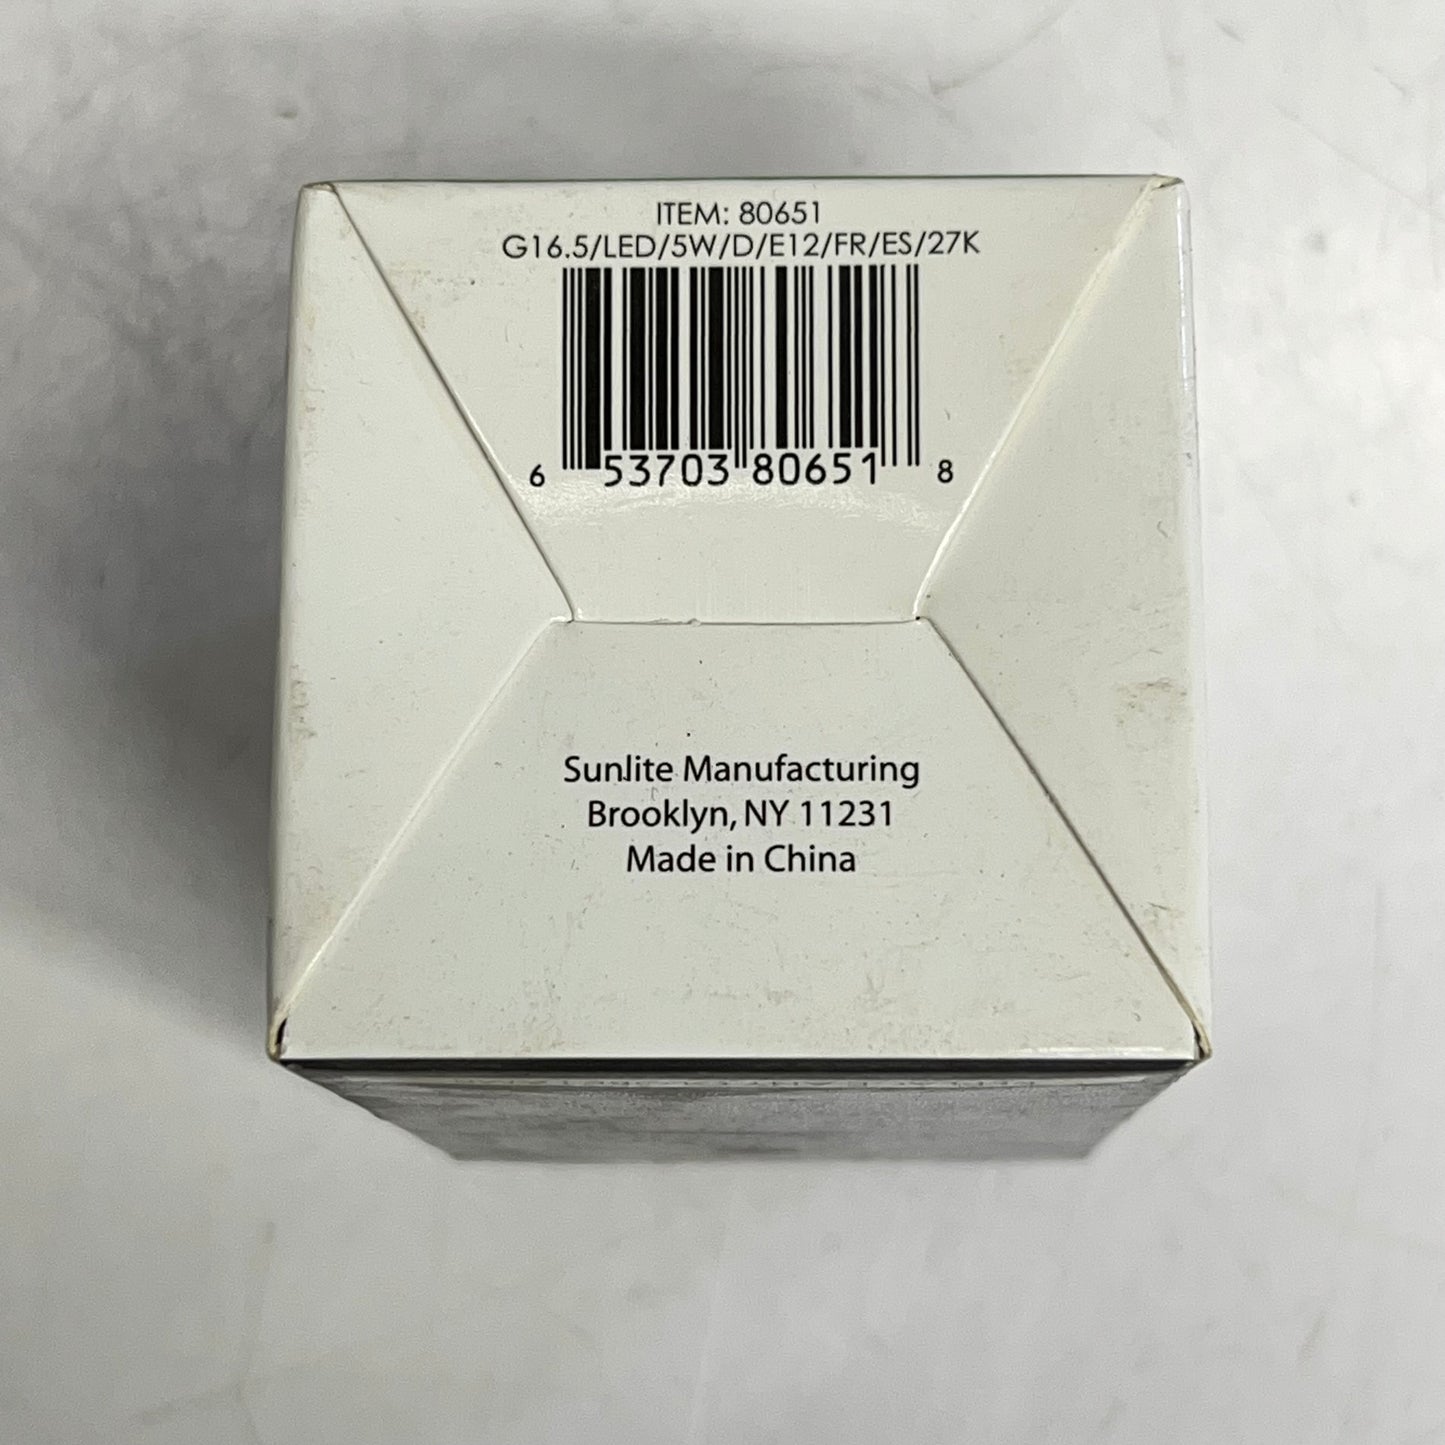 ITEM: 80651
G16.5/LED/5W/D/E12/FR/ES/27K
6 53703 80651 8
Sunlite Manufacturing
Brooklyn, NY 11231
Made in China